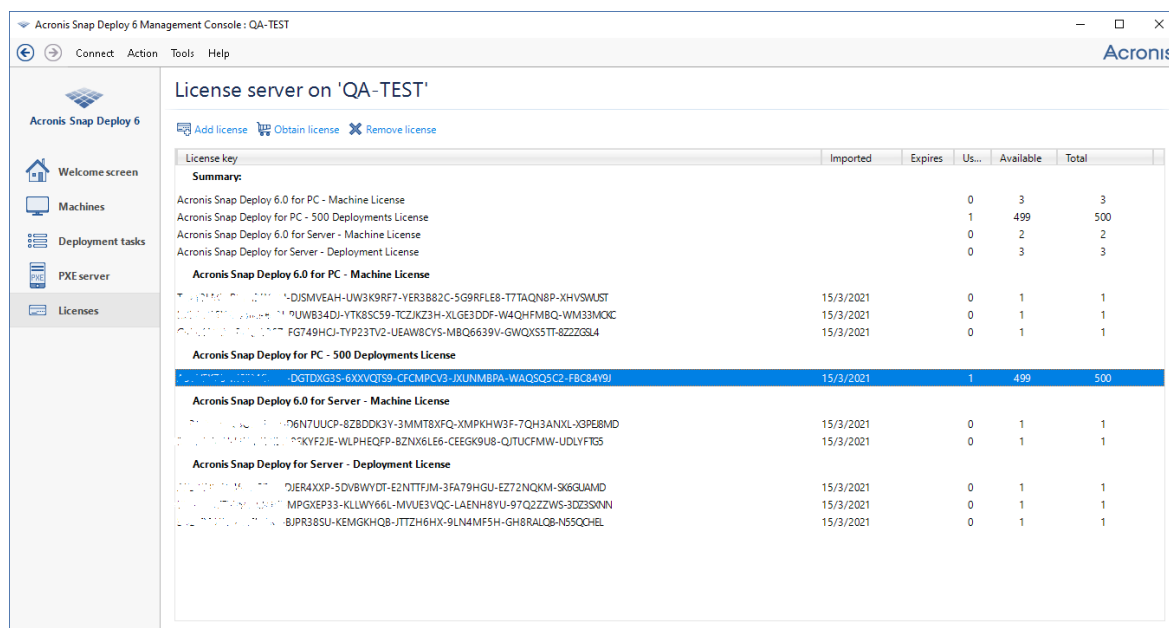 Acronis Snap Deploy 6 Management Console : QA-TEST
Connect Action Tools Help
Acronis
Acronis Snap Deploy 6
Welcome screen
Machines
Deployment tasks
PXE
PXE server
Licenses
License server on 'QA-TEST'
Add license Obtain license Remove license
License key Imported Expires Us... Available Total
Summary:
Acronis Snap Deploy 6.0 for PC - Machine License 0 3 3
Acronis Snap Deploy for PC - 500 Deployments License 1 499 500
Acronis Snap Deploy 6.0 for Server - Machine License 0 2 2
Acronis Snap Deploy for Server - Deployment License 0 3 3
Acronis Snap Deploy 6.0 for PC - Machine License
-DJSMVEAH-UW3K9RF7-YER3B82C-5G9RFLE8-T7TAQN8P-XHVSWUST 15/3/2021 0 1 1
PUWB34DJ-YTK8SC59-TCZJKZ3H-XLGE3DDF-W4QHFMBQ-WM33MCKC 15/3/2021 0 1 1
FG749HCJ-TYP23TV2-UEAW8CYS-MBQ6639V-GWQXS5TT-8Z2ZGSL4 15/3/2021 0 1 1
Acronis Snap Deploy for PC - 500 Deployments License
-DGTDXG3S-6XXVQTS9-CFCMPCV3-JXUNMBPA-WAQSQ5C2-FBC84Y9J 15/3/2021 1 499 500
Acronis Snap Deploy 6.0 for Server - Machine License
-D6N7UUCP-8ZBDDK3Y-3MMT8XFQ-XMPKHW3F-7QH3ANXL-X3PEJ8MD 15/3/2021 0 1 1
KYF2JE-WLPHEQFP-BZNX6LE6-CEEGK9U8-QJTUCFMW-UDLYFTG5 15/3/2021 0 1 1
Acronis Snap Deploy for Server - Deployment License
DJER4XXP-5DVBWYDT-E2NTTFJM-3FA79HGU-EZ72NQKM-SK6GUAMD 15/3/2021 0 1 1
MPGXEP33-KLLWY66L-MVUE3VQC-LAENH8YU-97Q2ZZWS-3DZ3SXNN 15/3/2021 0 1 1
-BJPR38SU-KEMGKHQB-JTTZH6HX-9LN4MF5H-GH8RALQB-N55QCHEL 15/3/2021 0 1 1